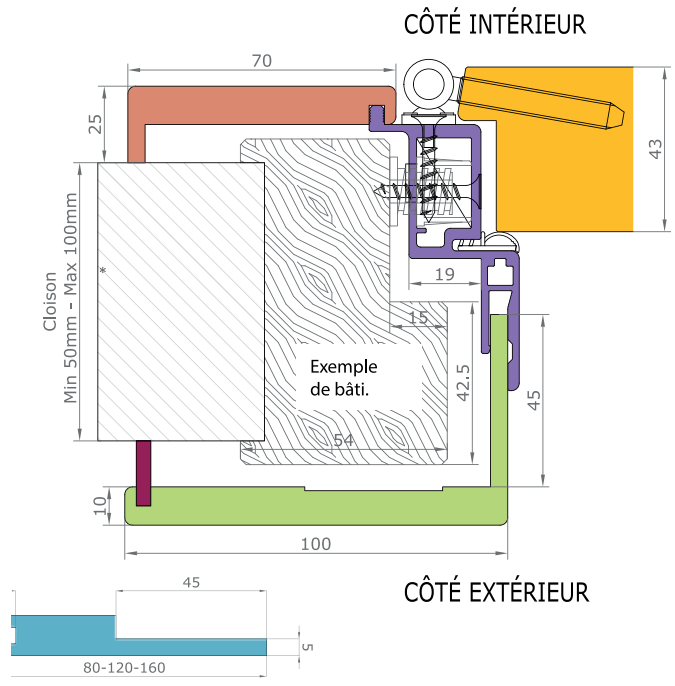 CÔTÉ INTÉRIEUR
70
25
43
Cloison
Min 50mm - Max 100mm
*
19
15
Exemple
de bâti.
42.5
45
54
10
100
CÔTÉ EXTÉRIEUR
45
5
80-120-160